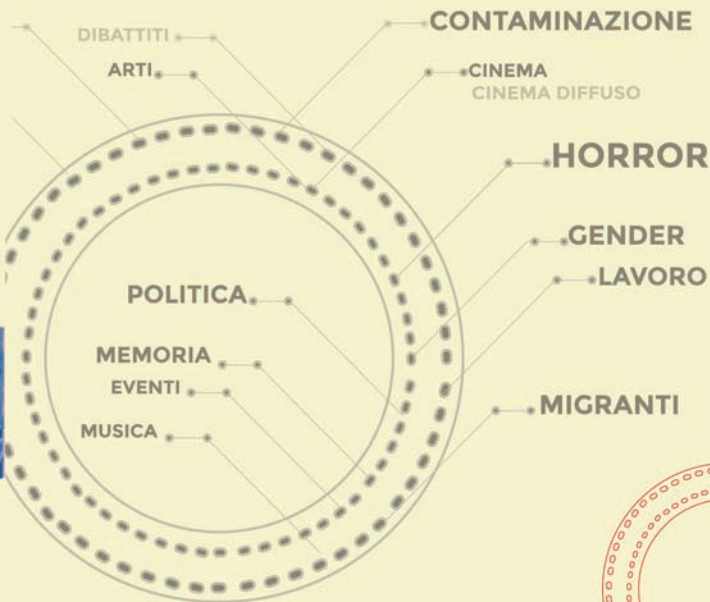 CONTAMINAZIONE
DIBATTITI
ARTI
CINEMA
CINEMA DIFFUSO
HORROR
GENDER
LAVORO
POLITICA
MEMORIA
EVENTI
MIGRANTI
MUSICA